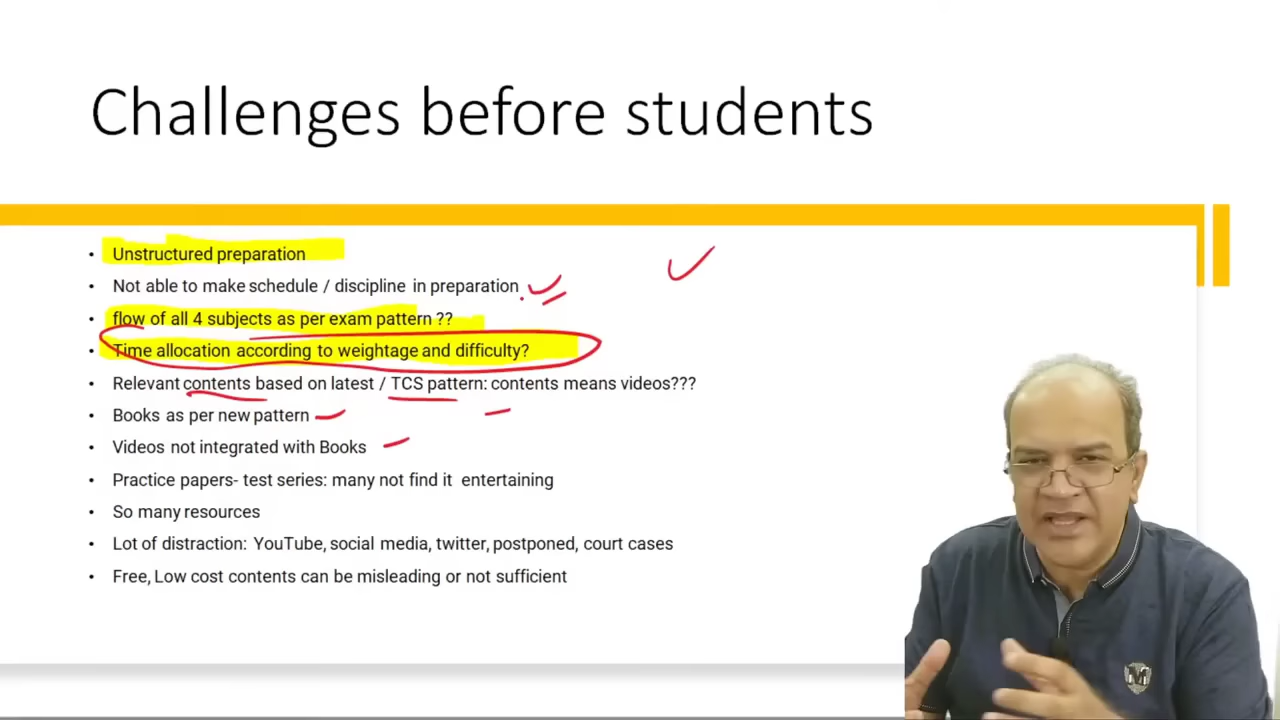 Challenges before students
• Unstructured preparation
• Not able to make schedule / discipline in preparation
• flow of all 4 subjects as per exam pattern ??
• Time allocation according to weightage and difficulty?
• Relevant contents based on latest / TCS pattern: contents means videos???
• Books as per new pattern
• Videos not integrated with Books
• Practice papers- test series: many not find it entertaining
• So many resources
• Lot of distraction: YouTube, social media, twitter, postponed, court cases
• Free, Low cost contents can be misleading or not sufficient
M